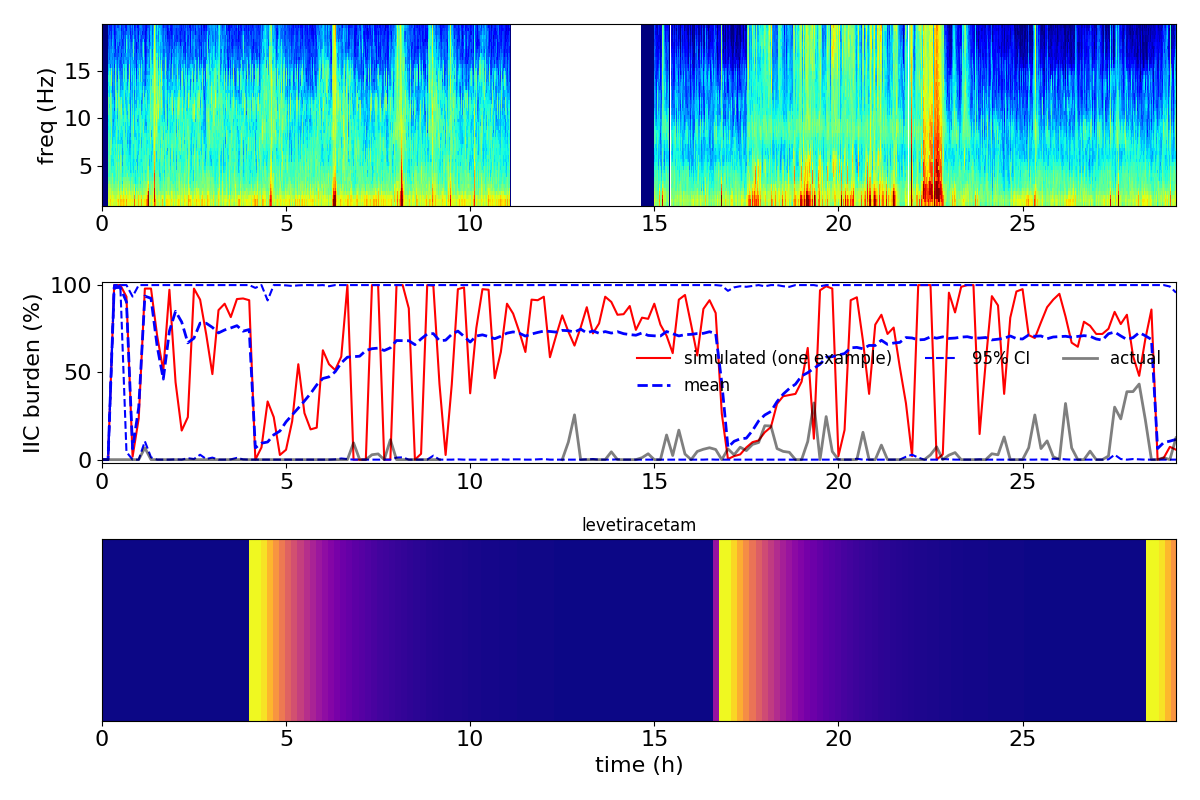 freq (Hz)
15
10
5
0 5 10 15 20 25
IIC burden (%)
100
50
0
simulated (one example) 95% CI actual
mean
0 5 10 15 20 25
levetiracetam
0 5 10 15 20 25
time (h)